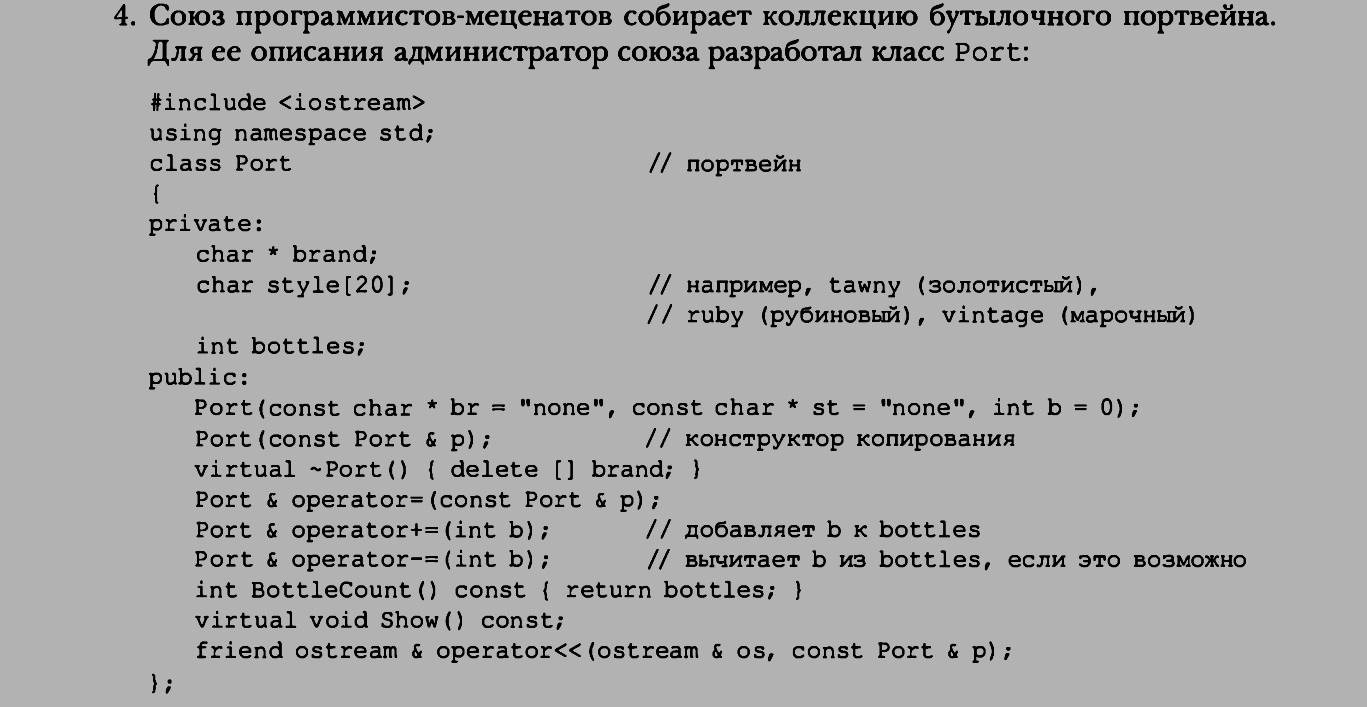 4. Союз программистов-меценатов собирает коллекцию бутылочного портвейна.
Для ее описания администратор союза разработал класс Port:
#include <iostream>
using namespace std;
class Port // портвейн
{
private:
char * brand;
char style[20]; // например, tawny (золотистый),
// ruby (рубиновый), vintage (марочный)
int bottles;
public:
Port(const char * br = "none", const char * st = "none", int b = 0);
Port(const Port & p); // конструктор копирования
virtual ~Port() { delete [] brand; }
Port & operator=(const Port & p);
Port & operator+=(int b); // добавляет b к bottles
Port & operator-=(int b); // вычитает b из bottles, если это возможно
int BottleCount() const { return bottles; }
virtual void Show() const;
friend ostream & operator<<(ostream & os, const Port & p);
};